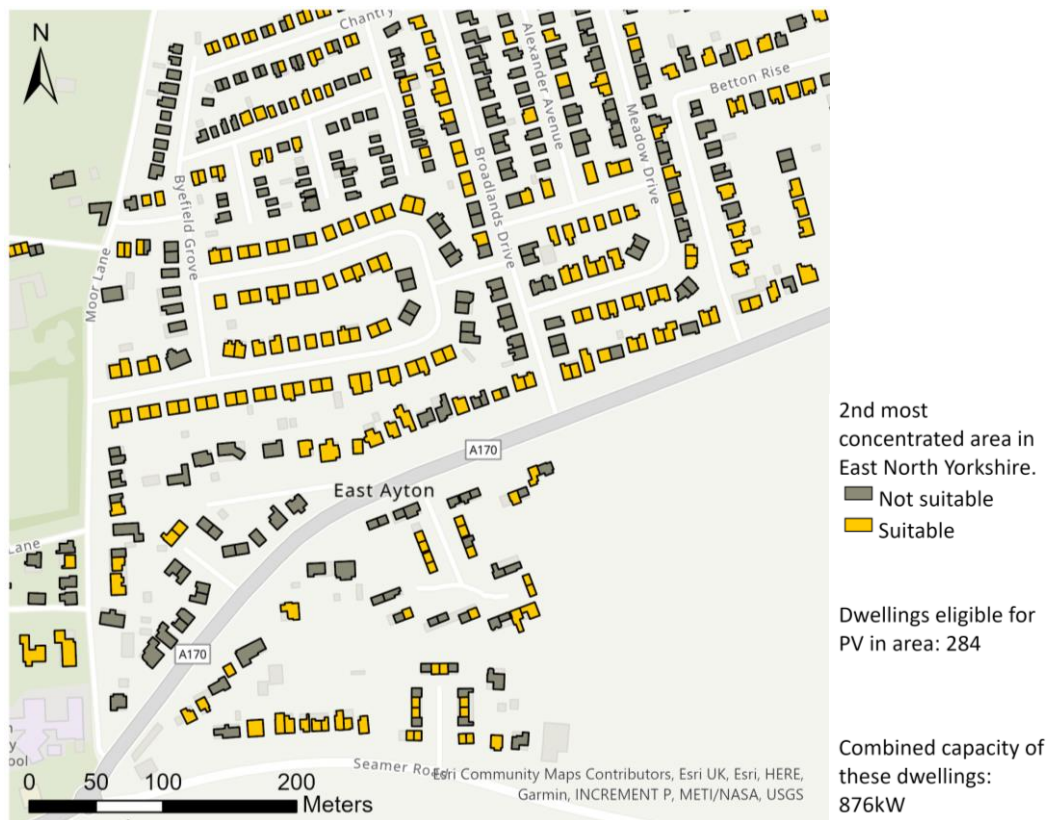 N
Chantry
Alexander Avenue
Betton Rise
Meadow Drive
Broadlands Drive
Byefield Grove
Moor Lane
A170
East Ayton
Lane
A170
ool
Seamer Road
0 50 100 200
Meters
Esri Community Maps Contributors, Esri UK, Esri, HERE,
Garmin, INCREMENT P, METI/NASA, USGS
2nd most
concentrated area in
East North Yorkshire.
Not suitable
Suitable
Dwellings eligible for
PV in area: 284
Combined capacity of
these dwellings:
876kW